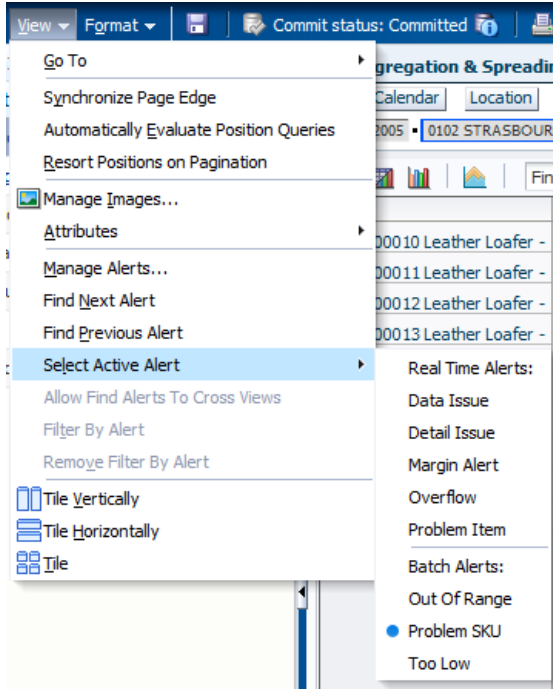 View Format Commit status: Committed
Go To
Synchronize Page Edge
Automatically Evaluate Position Queries
Resort Positions on Pagination
Manage Images...
Attributes
Manage Alerts...
Find Next Alert
Find Previous Alert
Select Active Alert
Allow Find Alerts To Cross Views
Filter By Alert
Remove Filter By Alert
Tile Vertically
Tile Horizontally
Tile
gregation & Spreadin
Calendar Location
2005 0102 STRASBOUR
Fin
00010 Leather Loafer -
00011 Leather Loafer -
00012 Leather Loafer -
00013 Leather Loafer -
Real Time Alerts:
Data Issue
Detail Issue
Margin Alert
Overflow
Problem Item
Batch Alerts:
Out Of Range
Problem SKU
Too Low